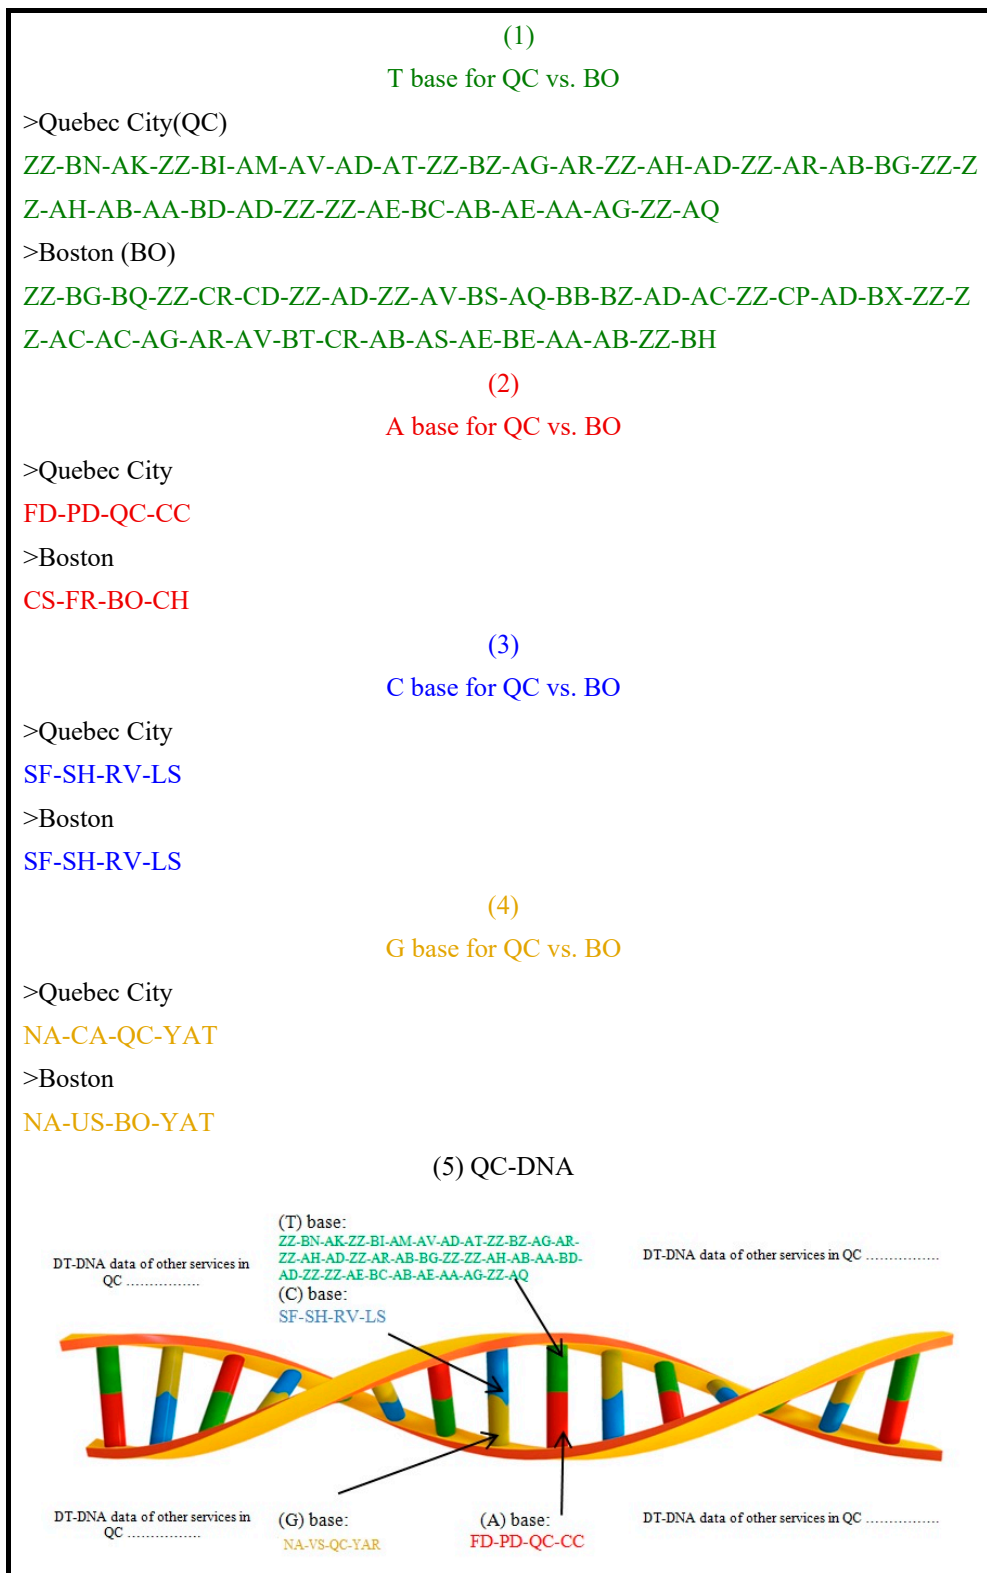 (1)
T base for QC vs. BO
>Quebec City(QC)
ZZ-BN-AK-ZZ-BI-AM-AV-AD-AT-ZZ-BZ-AG-AR-ZZ-AH-AD-ZZ-AR-AB-BG-ZZ-Z
Z-AH-AB-AA-BD-AD-ZZ-ZZ-AE-BC-AB-AE-AA-AG-ZZ-AQ
>Boston (BO)
ZZ-BG-BQ-ZZ-CR-CD-ZZ-AD-ZZ-AV-BS-AQ-BB-BZ-AD-AC-ZZ-CP-AD-BX-ZZ-Z
Z-AC-AC-AG-AR-AV-BT-CR-AB-AS-AE-BE-AA-AB-ZZ-BH
(2)
A base for QC vs. BO
>Quebec City
FD-PD-QC-CC
>Boston
CS-FR-BO-CH
(3)
C base for QC vs. BO
>Quebec City
SF-SH-RV-LS
>Boston
SF-SH-RV-LS
(4)
G base for QC vs. BO
>Quebec City
NA-CA-QC-YAT
>Boston
NA-US-BO-YAT
(5) QC-DNA
(T) base:
ZZ-BN-AK-ZZ-BI-AM-AV-AD-AT-ZZ-BZ-AG-AR-
ZZ-AH-AD-ZZ-AR-AB-BG-ZZ-ZZ-AH-AB-AA-BD-
AD-ZZ-ZZ-AE-BC-AB-AE-AA-AG-ZZ-AQ
(C) base:
SF-SH-RV-LS
DT-DNA data of other services in
QC ................
DT-DNA data of other services in QC ................
DT-DNA data of other services in
QC ................
(G) base:
NA-VS-QC-YAR
(A) base:
FD-PD-QC-CC
DT-DNA data of other services in QC ................